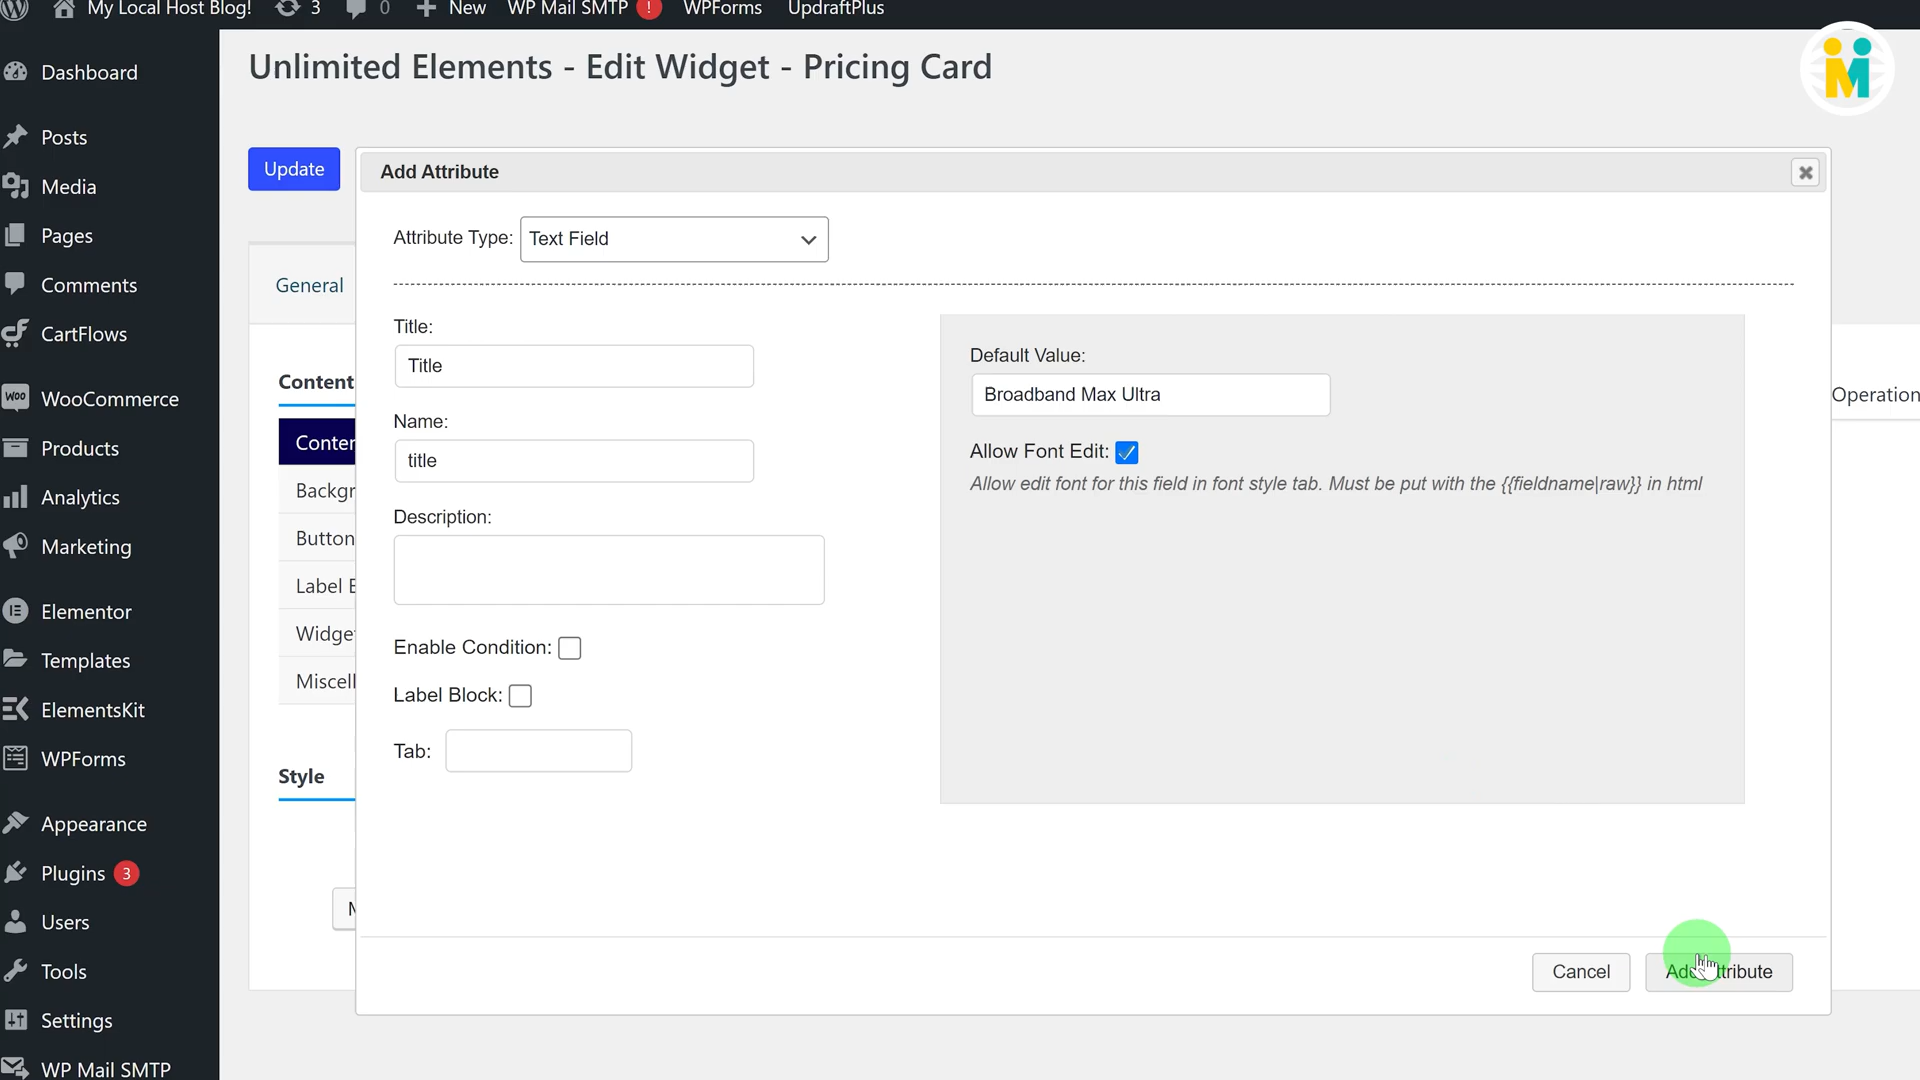 My Local Host Blog!
3
0
New
WP Mail SMTP
!
WPForms
UpdraftPlus
Dashboard
Posts
Media
Pages
Comments
CartFlows
WooCommerce
Products
Analytics
Marketing
Elementor
Templates
ElementsKit
WPForms
Appearance
Plugins 3
Users
Tools
Settings
WP Mail SMTP
Unlimited Elements - Edit Widget - Pricing Card
Update
General
Content
Style
Operation
Add Attribute
Attribute Type:
Text Field
Title:
Title
Name:
title
Description:
Enable Condition:
Label Block:
Tab:
Default Value:
Broadband Max Ultra
Allow Font Edit:
Allow edit font for this field in font style tab. Must be put with the {{fieldname|raw}} in html
Cancel